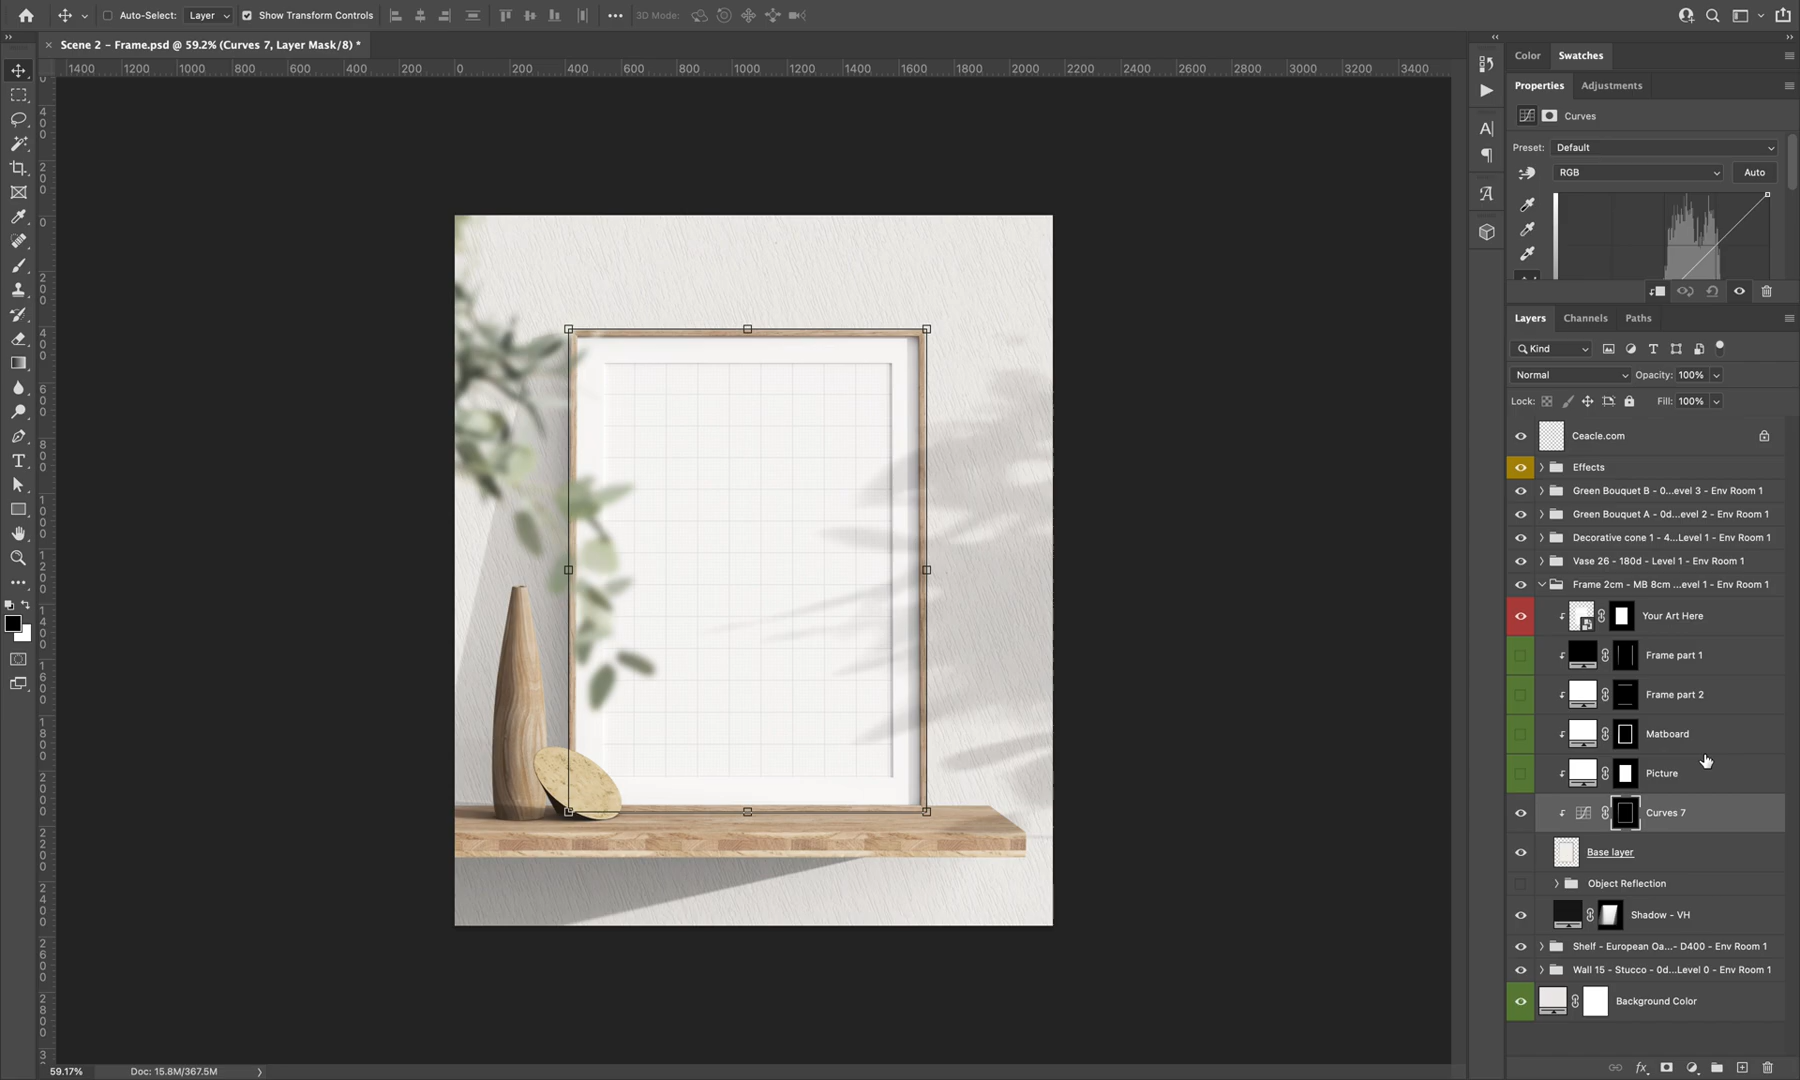 Auto-Select: Layer Show Transform Controls 3D Mode:
Scene 2 – Frame.psd @ 59.2% (Curves 7, Layer Mask/8) *
1400 1200 1000 800 600 400 200 0 200 400 600 800 1000 1200 1400 1600 1800 2000 2200 2400 2600 2800 3000 3200 3400
Color Swatches
Properties Adjustments
Curves
Preset: Default
RGB Auto
Layers Channels Paths
Kind
Normal Opacity: 100%
Lock: Fill: 100%
Ceacle.com
Effects
Green Bouquet B - 0...evel 3 - Env Room 1
Green Bouquet A - 0d...evel 2 - Env Room 1
Decorative cone 1 - 4...Level 1 - Env Room 1
Vase 26 - 180d - Level 1 - Env Room 1
Frame 2cm - MB 8cm ...evel 1 - Env Room 1
Your Art Here
Frame part 1
Frame part 2
Matboard
Picture
Curves 7
Base layer
Object Reflection
Shadow - VH
Shelf - European Oa...- D400 - Env Room 1
Wall 15 - Stucco - 0d...Level 0 - Env Room 1
Background Color
59.17% Doc: 15.8M/367.5M
fx